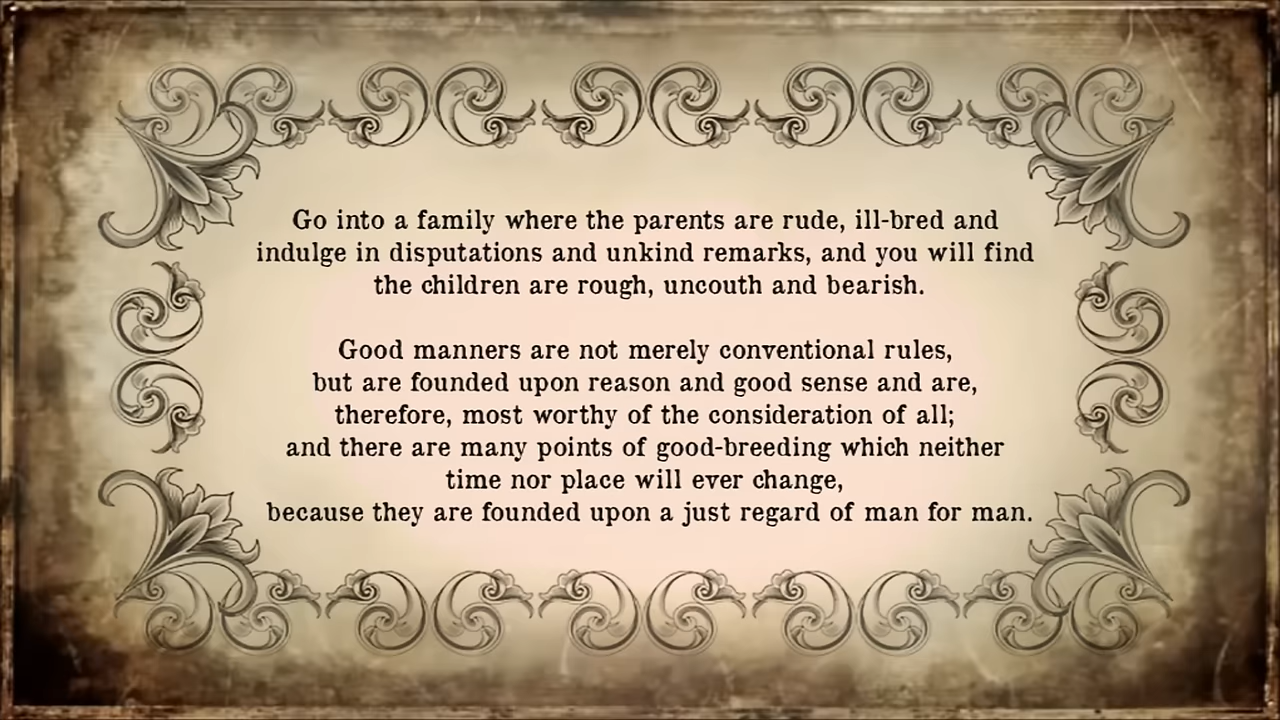 Go into a family where the parents are rude, ill-bred and
indulge in disputations and unkind remarks, and you will find
the children are rough, uncouth and bearish.
Good manners are not merely conventional rules,
but are founded upon reason and good sense and are,
therefore, most worthy of the consideration of all;
and there are many points of good-breeding which neither
time nor place will ever change,
because they are founded upon a just regard of man for man.